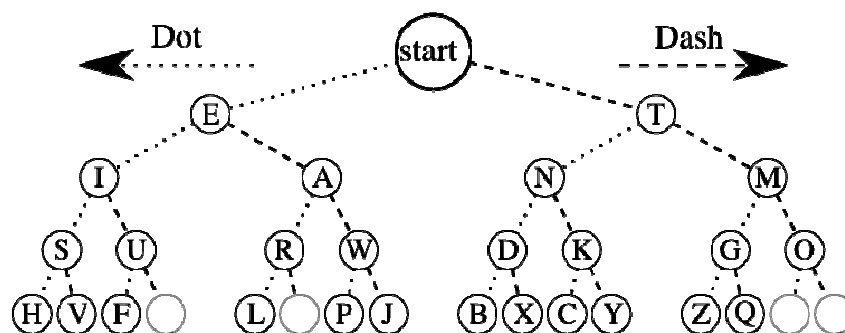 Dot start Dash
E T
I A N M
S U R W D K G O
H V F L P J B X C Y Z Q